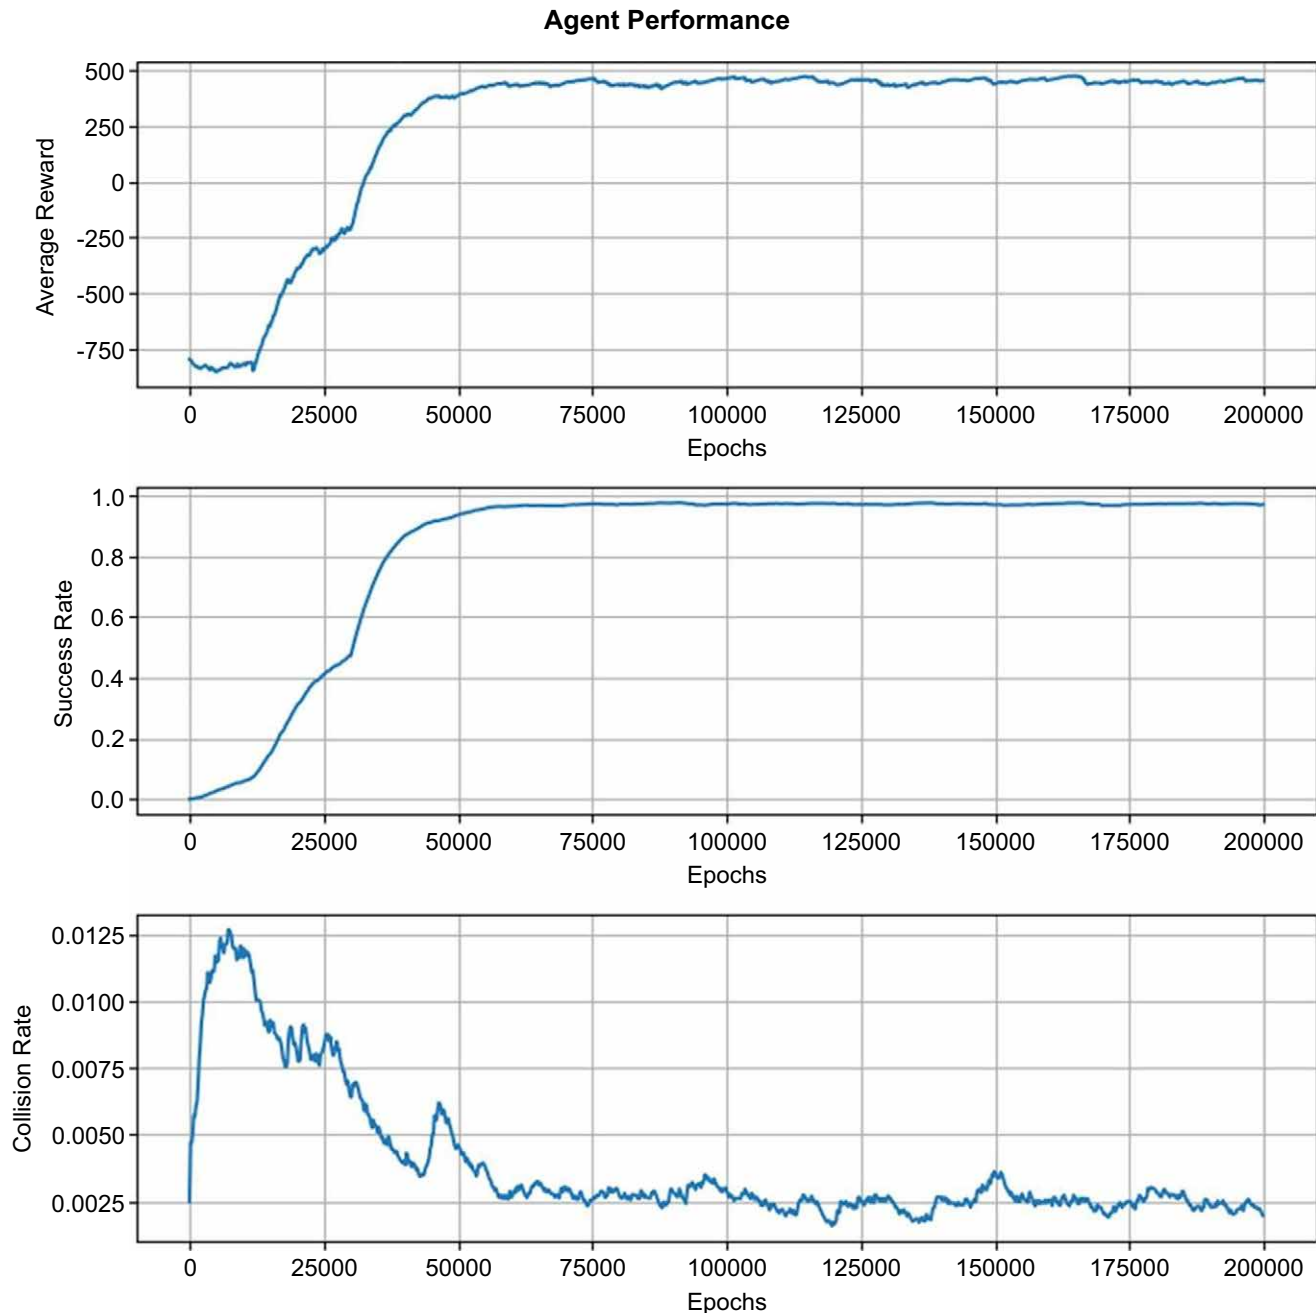 Agent Performance
500
250
0
-250
-500
-750
Average Reward
0 25000 50000 75000 100000 125000 150000 175000 200000
Epochs
1.0
0.8
0.6
0.4
0.2
0.0
Success Rate
0 25000 50000 75000 100000 125000 150000 175000 200000
Epochs
0.0125
0.0100
0.0075
0.0050
0.0025
Collision Rate
0 25000 50000 75000 100000 125000 150000 175000 200000
Epochs